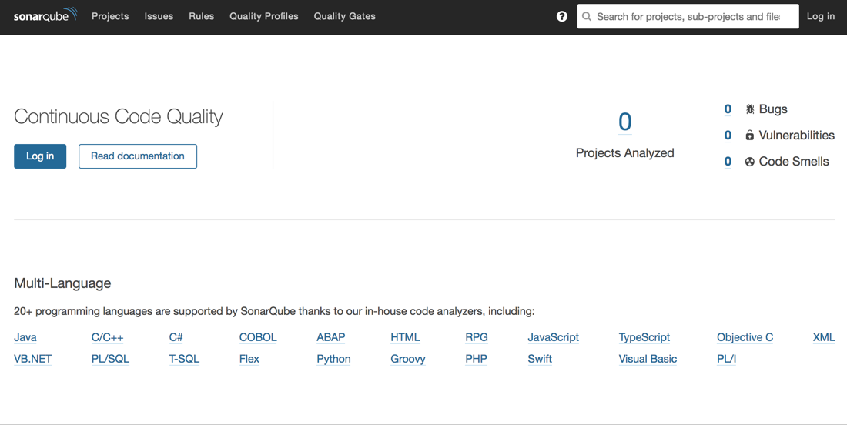 sonarqube Projects Issues Rules Quality Profiles Quality Gates ? Search for projects, sub-projects and file Log in
Continuous Code Quality
Log in Read documentation
0
Projects Analyzed
0 Bugs
0 Vulnerabilities
0 Code Smells
Multi-Language
20+ programming languages are supported by SonarQube thanks to our in-house code analyzers, including:
Java C/C++ C# COBOL ABAP HTML RPG JavaScript TypeScript Objective C XML
VB.NET PL/SQL T-SQL Flex Python Groovy PHP Swift Visual Basic PL/I